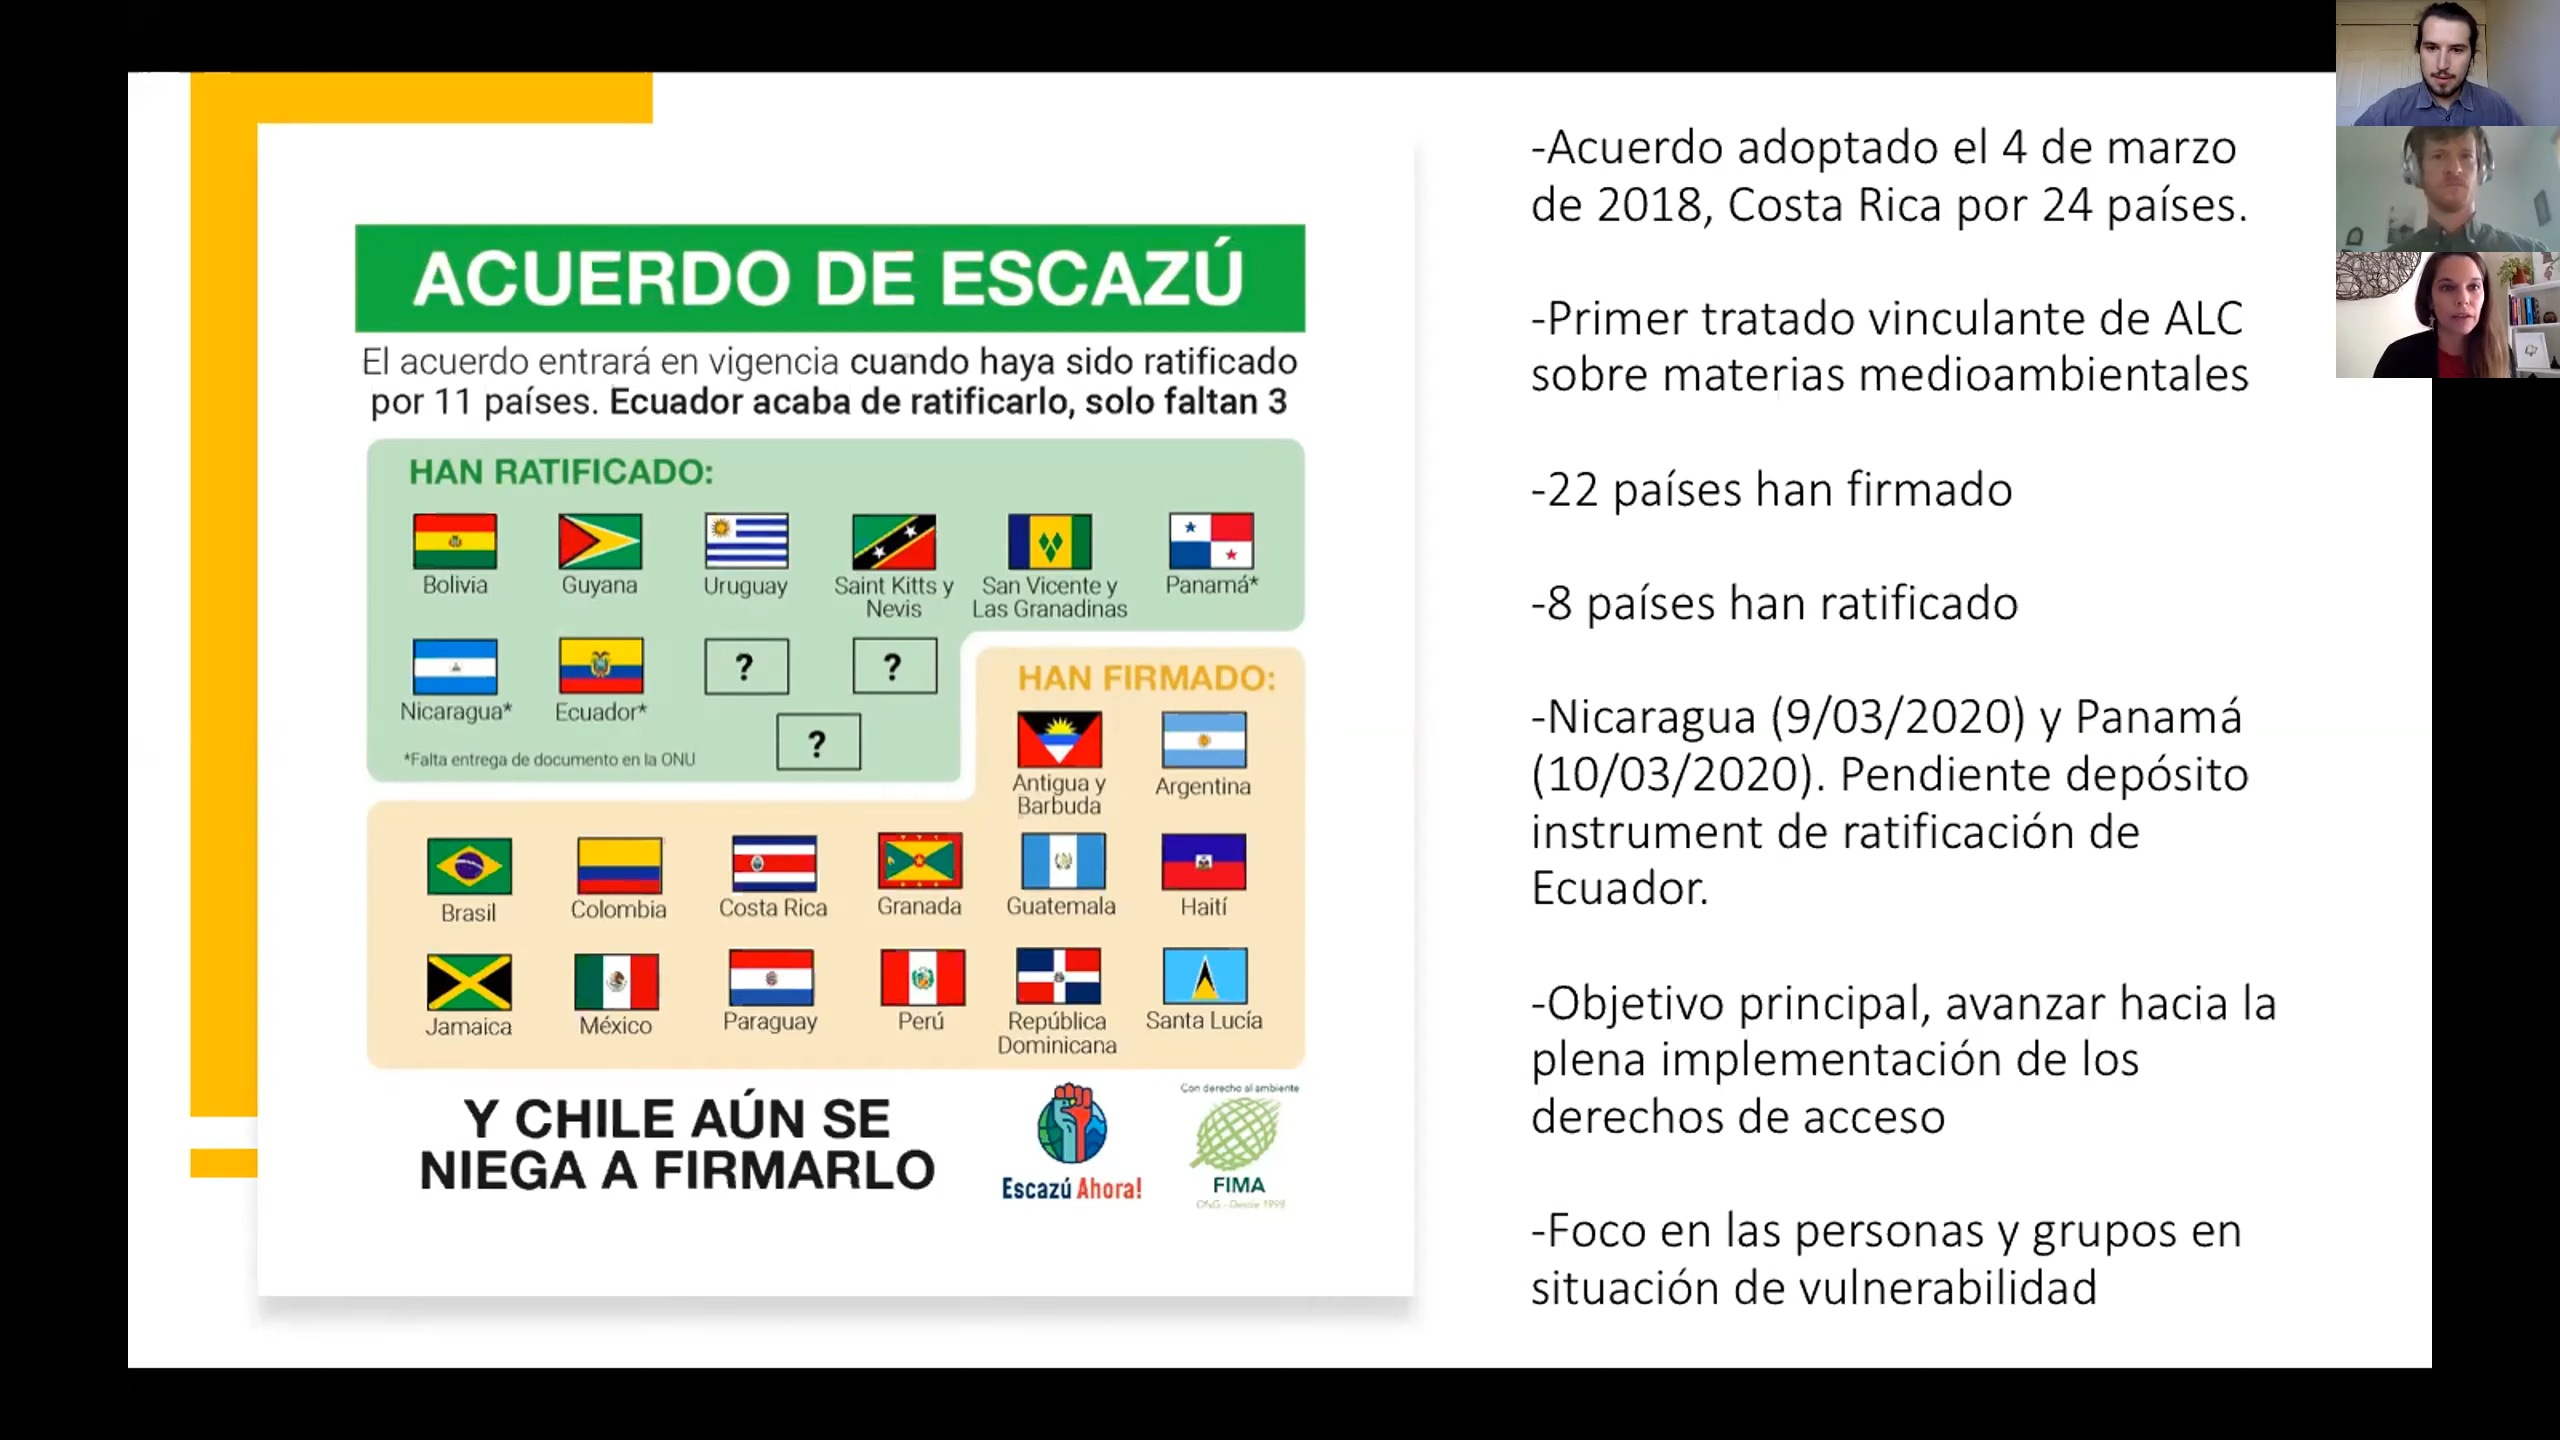 ACUERDO DE ESCAZÚ
El acuerdo entrará en vigencia cuando haya sido ratificado
por 11 países. Ecuador acaba de ratificarlo, solo faltan 3
HAN RATIFICADO:
Bolivia
Guyana
Uruguay
Saint Kitts y
Nevis
San Vicente y
Las Granadinas
Panamá*
Nicaragua*
Ecuador*
?
?
?
*Falta entrega de documento en la ONU
HAN FIRMADO:
Antigua y
Barbuda
Argentina
Brasil
Colombia
Costa Rica
Granada
Guatemala
Haití
Jamaica
México
Paraguay
Perú
República
Dominicana
Santa Lucía
Y CHILE AÚN SE
NIEGA A FIRMARLO
Escazú Ahora!
Con derecho al ambiente
FIMA
ONG - Desde 1998
-Acuerdo adoptado el 4 de marzo
de 2018, Costa Rica por 24 países.
-Primer tratado vinculante de ALC
sobre materias medioambientales
-22 países han firmado
-8 países han ratificado
-Nicaragua (9/03/2020) y Panamá
(10/03/2020). Pendiente depósito
instrument de ratificación de
Ecuador.
-Objetivo principal, avanzar hacia la
plena implementación de los
derechos de acceso
-Foco en las personas y grupos en
situación de vulnerabilidad